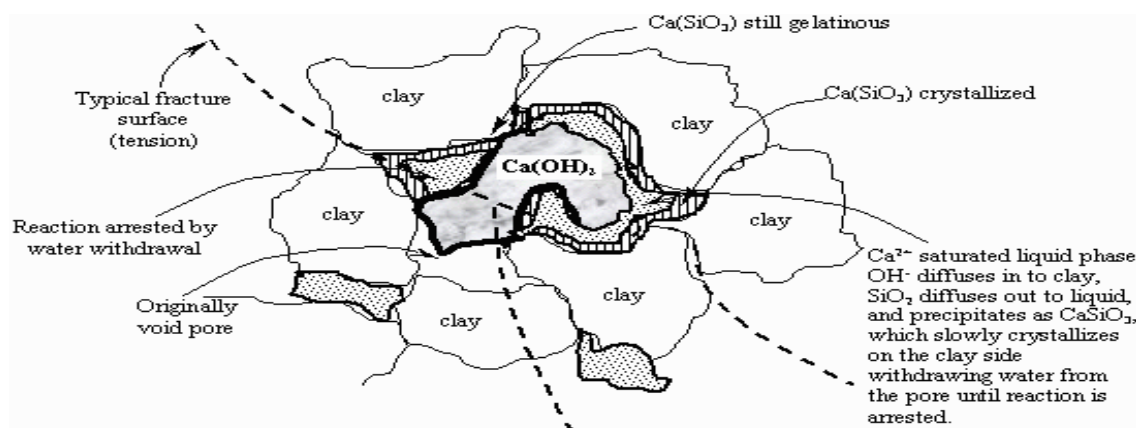 Ca(SiO₃) still gelatinous
Typical fracture
surface
(tension)
clay
Ca(SiO₃) crystallized
clay
Ca(OH)₂
clay
clay
Reaction arrested by
water withdrawal
Originally
void pore
clay
clay
Ca²⁻ saturated liquid phase
OH⁻ diffuses in to clay,
SiO₂ diffuses out to liquid,
and precipitates as CaSiO₃,
which slowly crystallizes
on the clay side
withdrawing water from
the pore until reaction is
arrested.